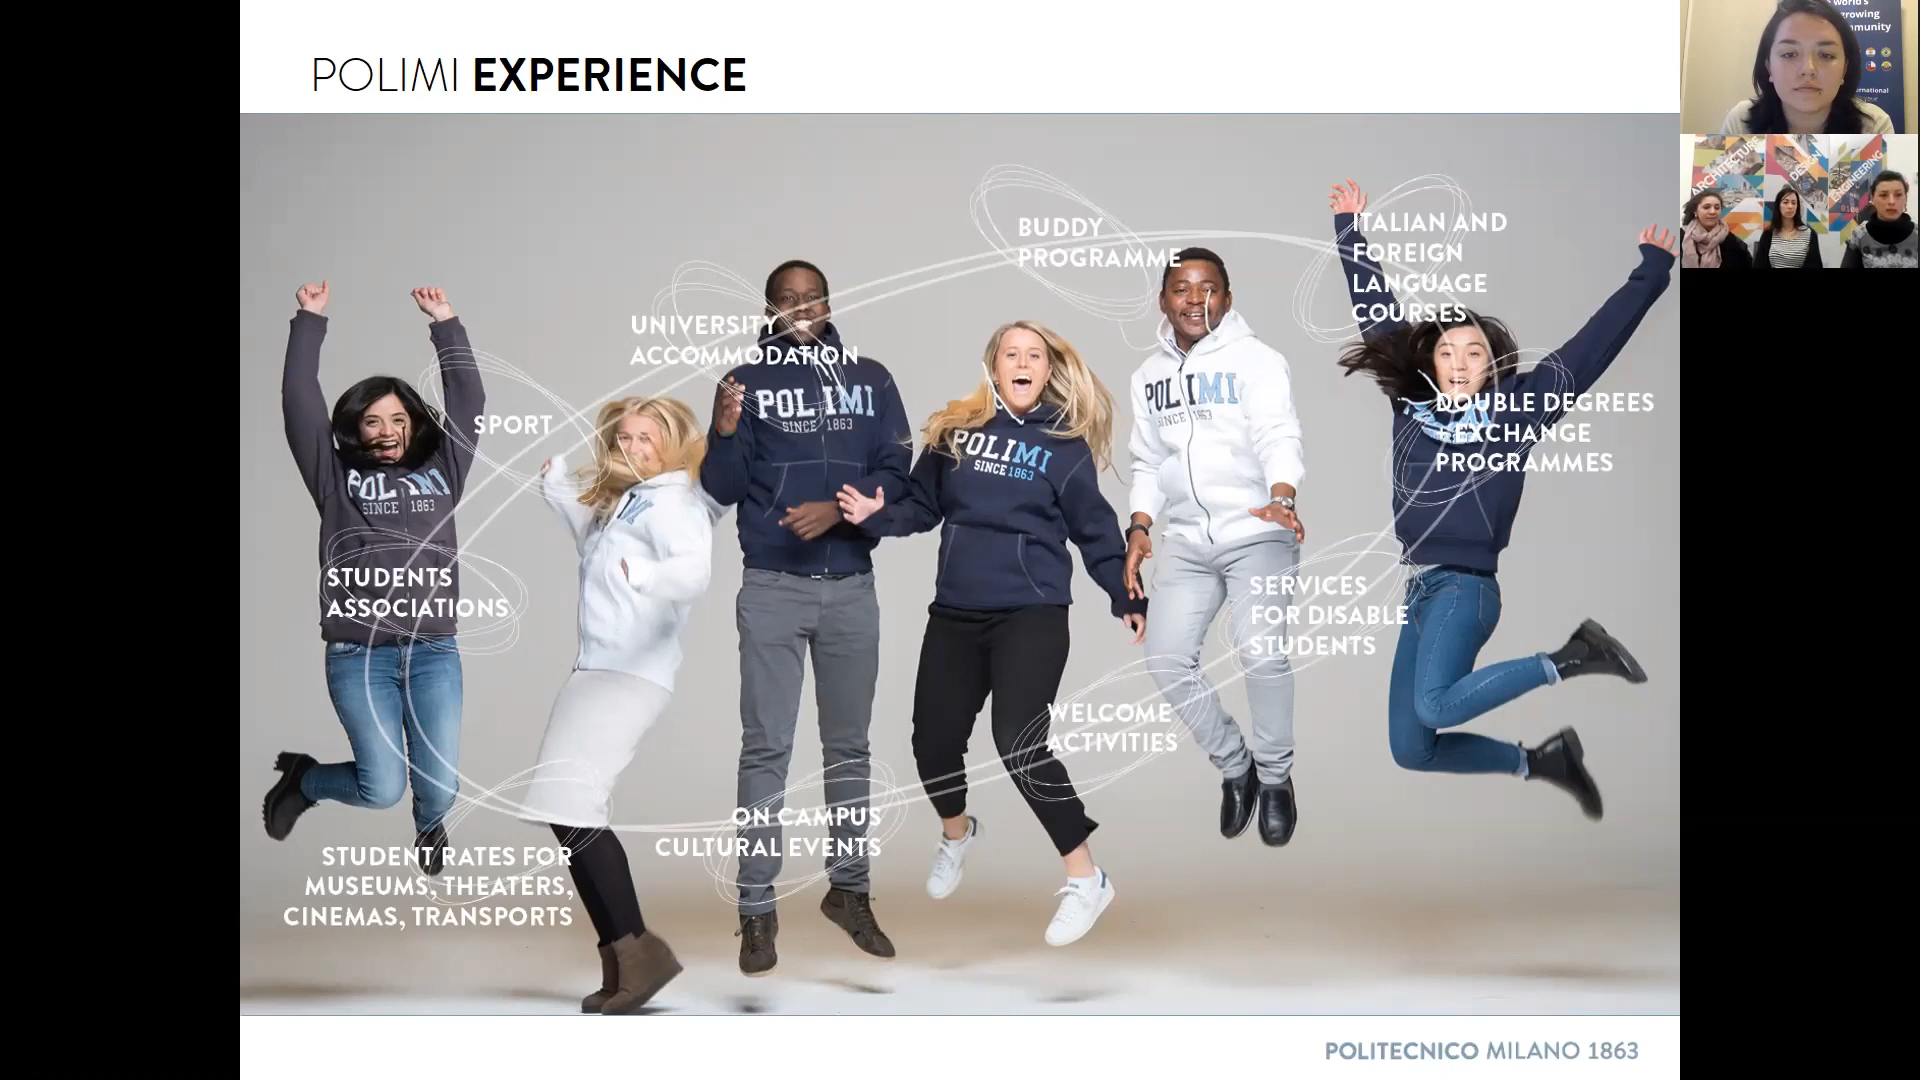 POLIMI EXPERIENCE
BUDDY
PROGRAMME
ITALIAN AND
FOREIGN
LANGUAGE
COURSES
UNIVERSITY
ACCOMMODATION
SPORT
DOUBLE DEGREES
EXCHANGE
PROGRAMMES
STUDENTS
ASSOCIATIONS
SERVICES
FOR DISABLE
STUDENTS
WELCOME
ACTIVITIES
ON CAMPUS
CULTURAL EVENTS
STUDENT RATES FOR
MUSEUMS, THEATERS,
CINEMAS, TRANSPORTS
POLIMI
SINCE 1863
POLIMI
SINCE 1863
POLIMI
SINCE 1863
POLIMI
SINCE 1863
POLITECNICO MILANO 1863
world's
growing
ARCHITECTURE
DESIGN
ENGINEERING